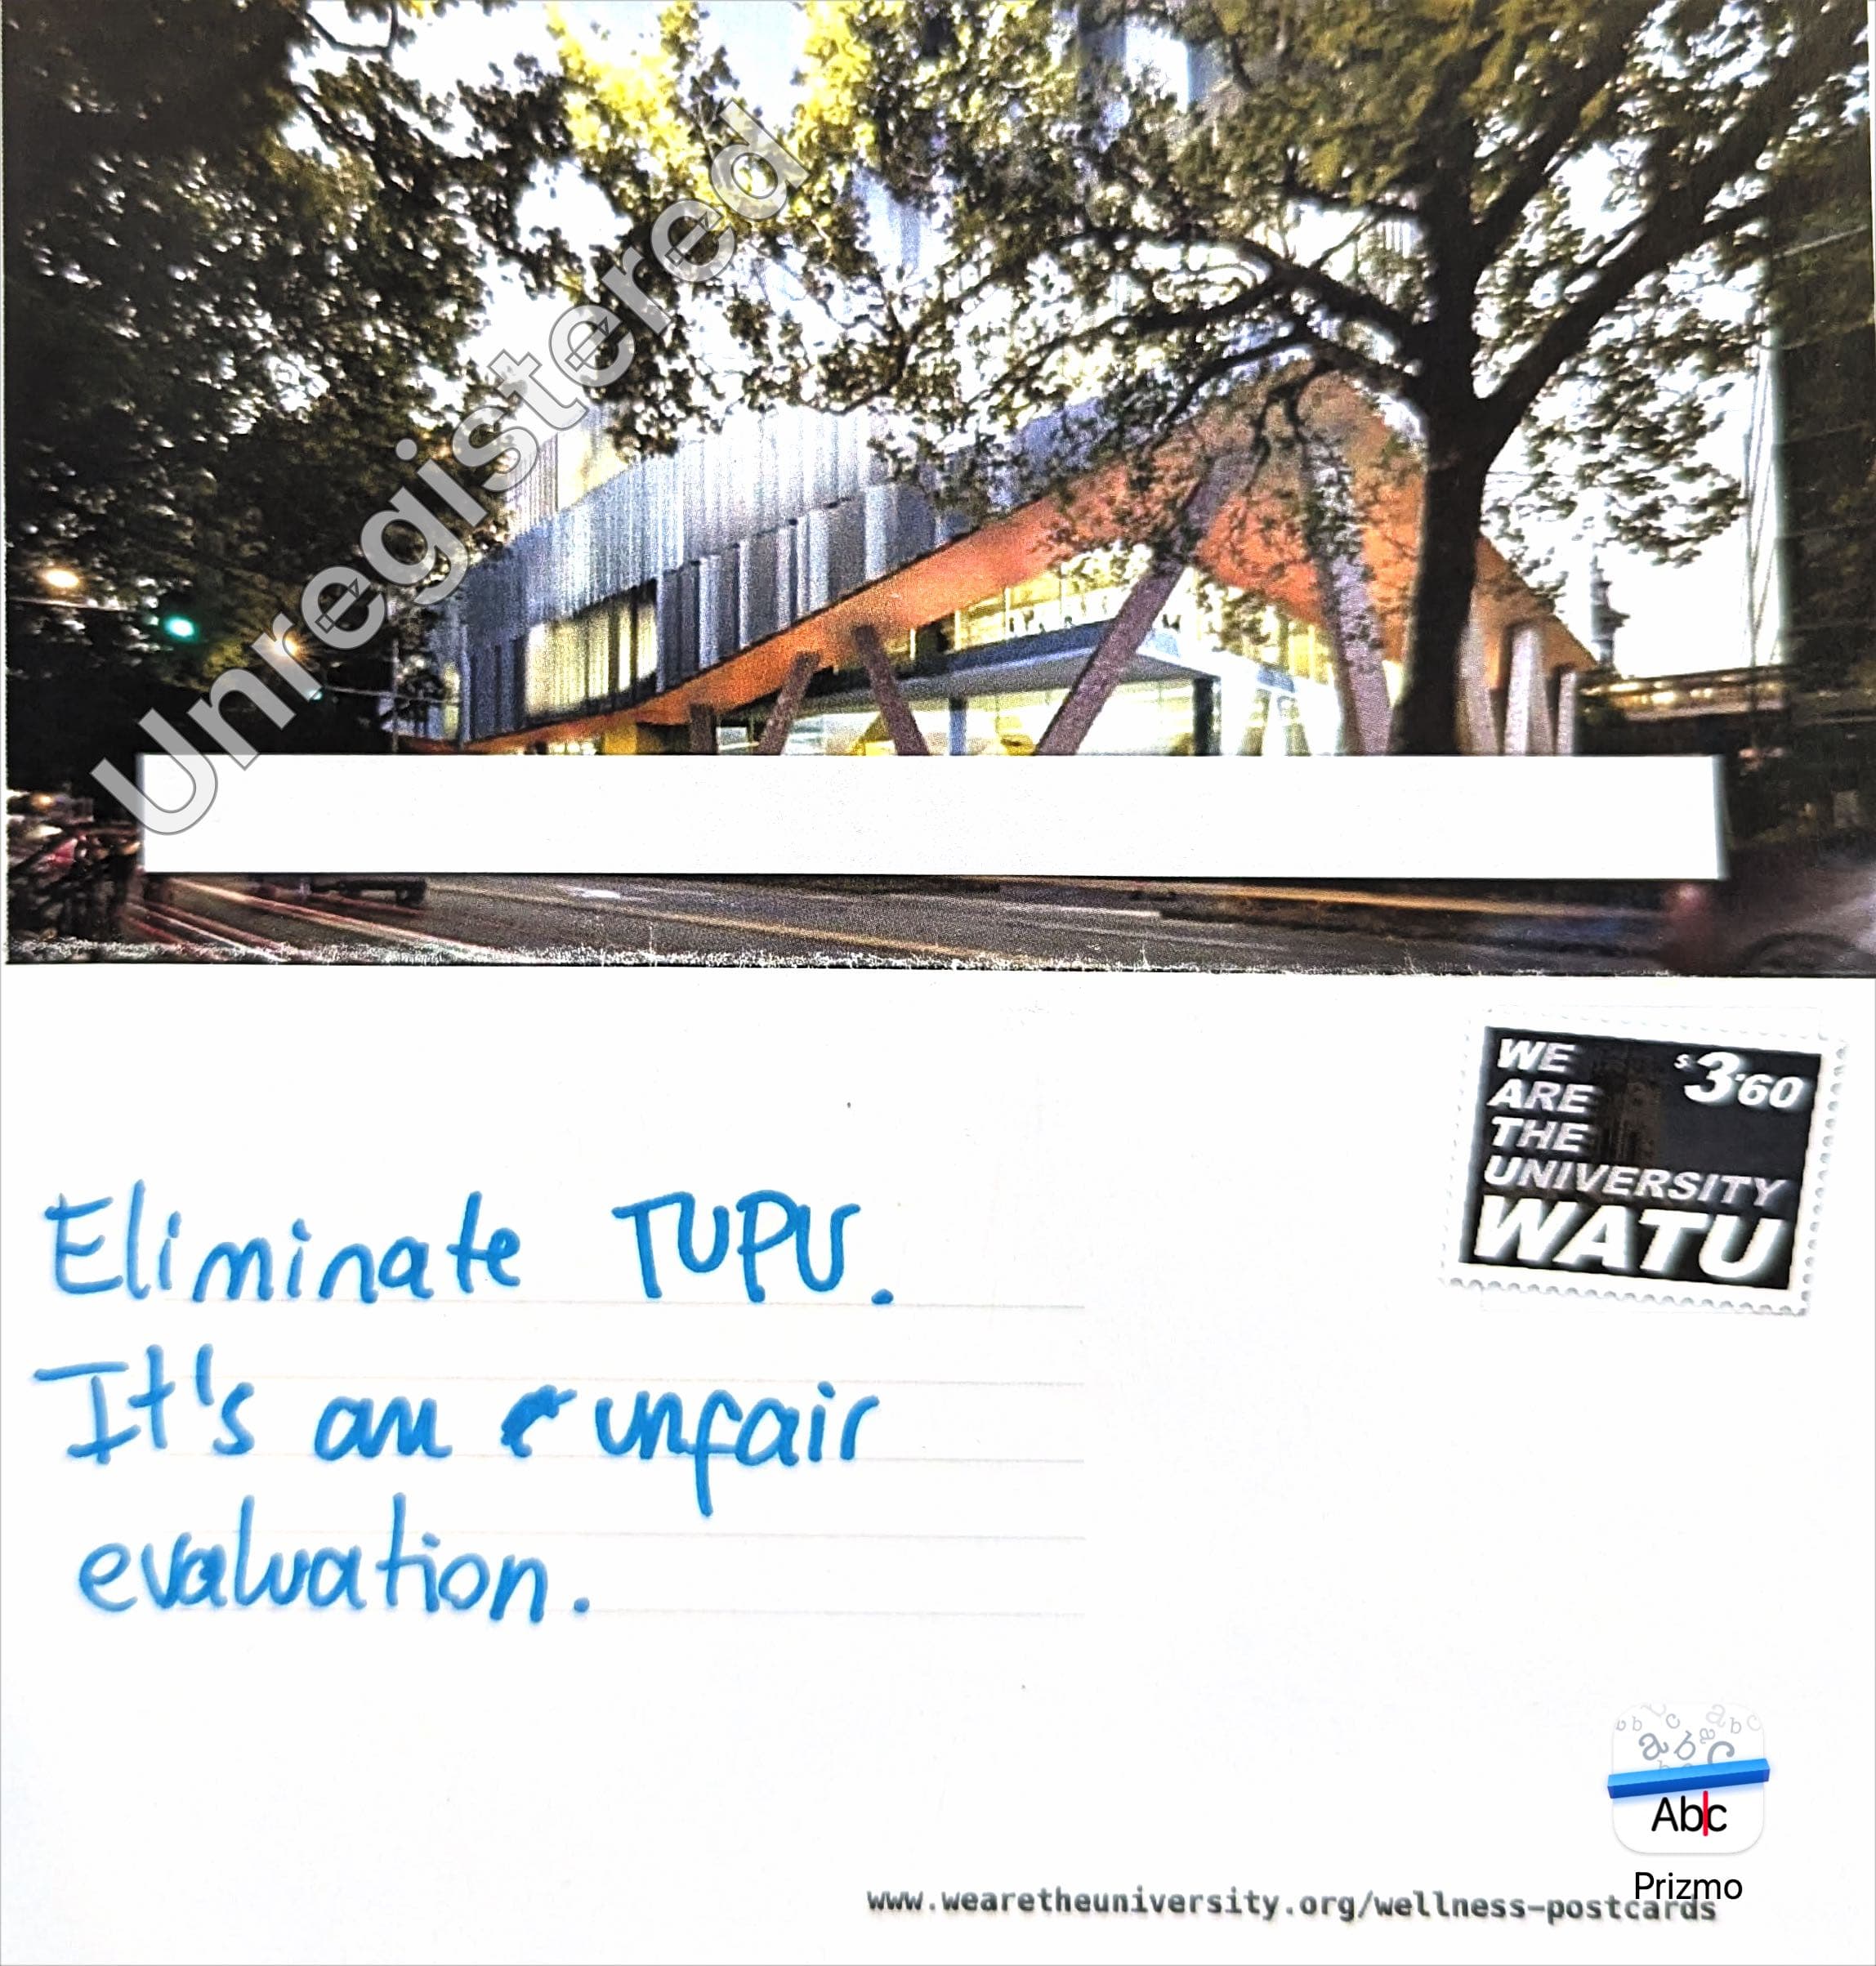 Unregistered
WE
ARE
THE
UNIVERSITY
WATU
$3.60
Eliminate TUPU.
It's an unfair
evaluation.
Abc
Prizmo
www.wearetheuniversity.org/wellness-postcards